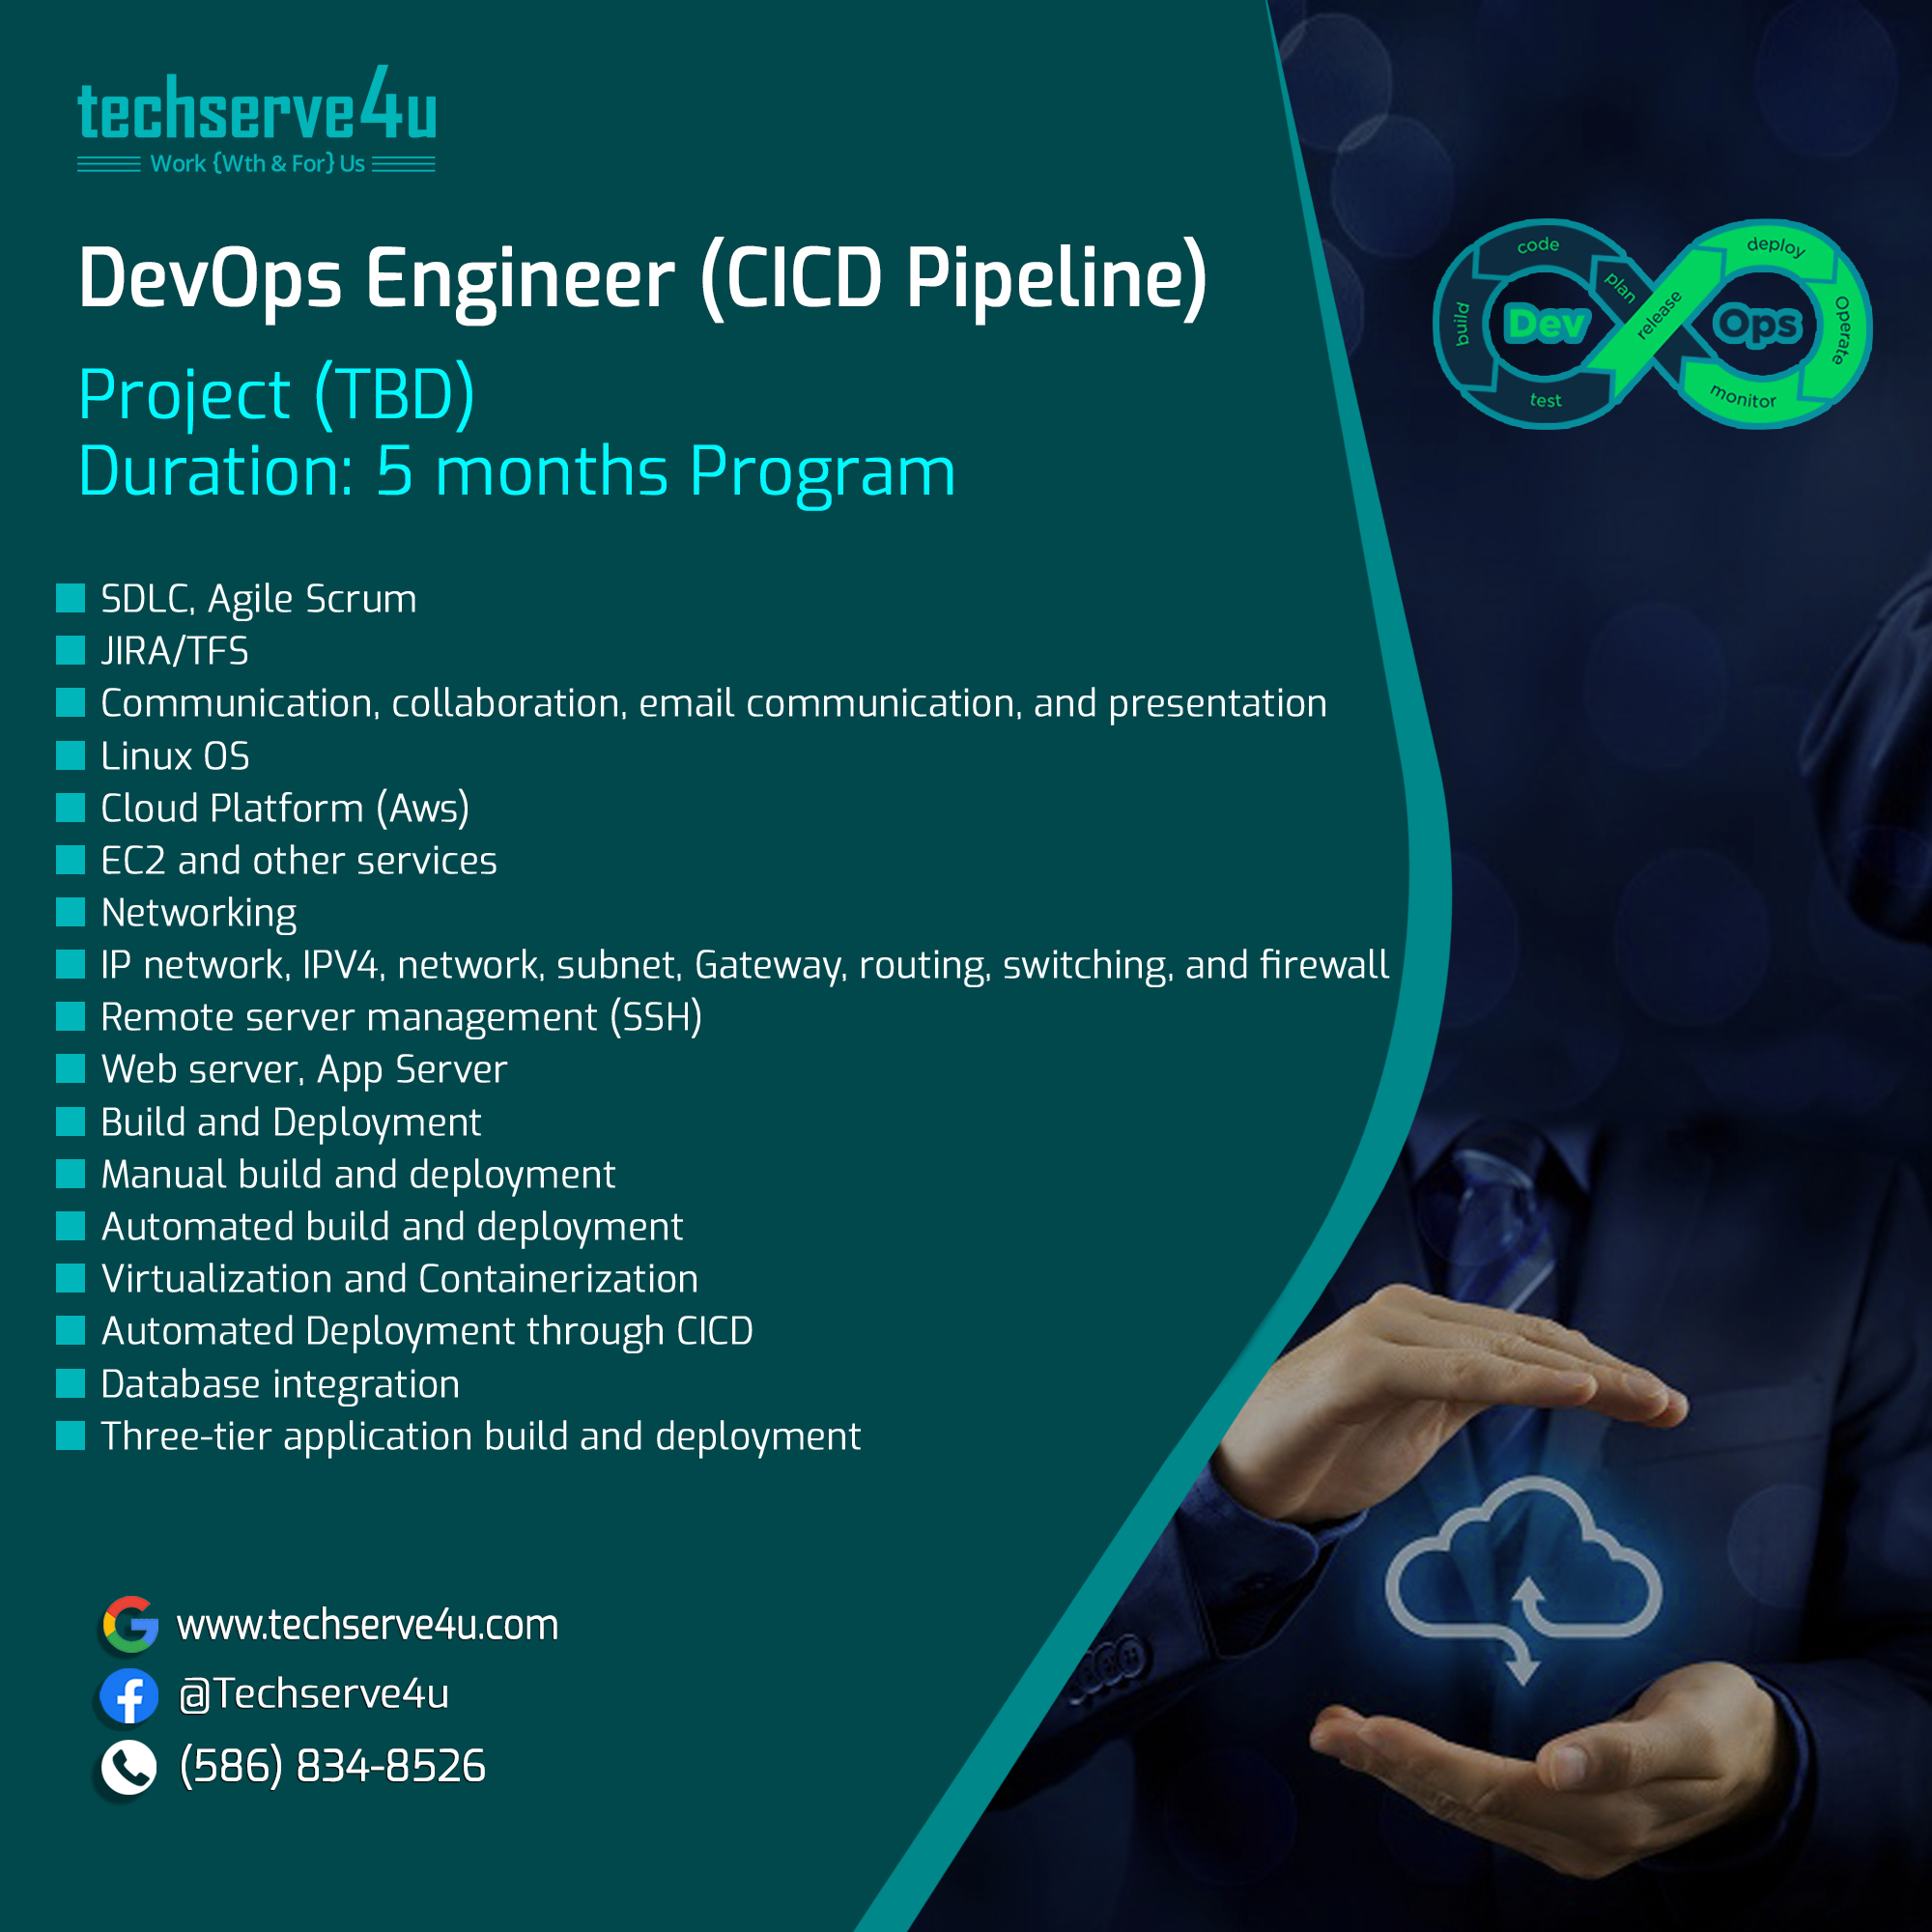 techserve4u
Work {Wth & For} Us
DevOps Engineer (CICD Pipeline)
Project (TBD)
Duration: 5 months Program
code
plan
build
Dev
test
release
deploy
Ops
Operate
monitor
SDLC, Agile Scrum
JIRA/TFS
Communication, collaboration, email communication, and presentation
Linux OS
Cloud Platform (Aws)
EC2 and other services
Networking
IP network, IPV4, network, subnet, Gateway, routing, switching, and firewall
Remote server management (SSH)
Web server, App Server
Build and Deployment
Manual build and deployment
Automated build and deployment
Virtualization and Containerization
Automated Deployment through CICD
Database integration
Three-tier application build and deployment
www.techserve4u.com
@Techserve4u
(586) 834-8526